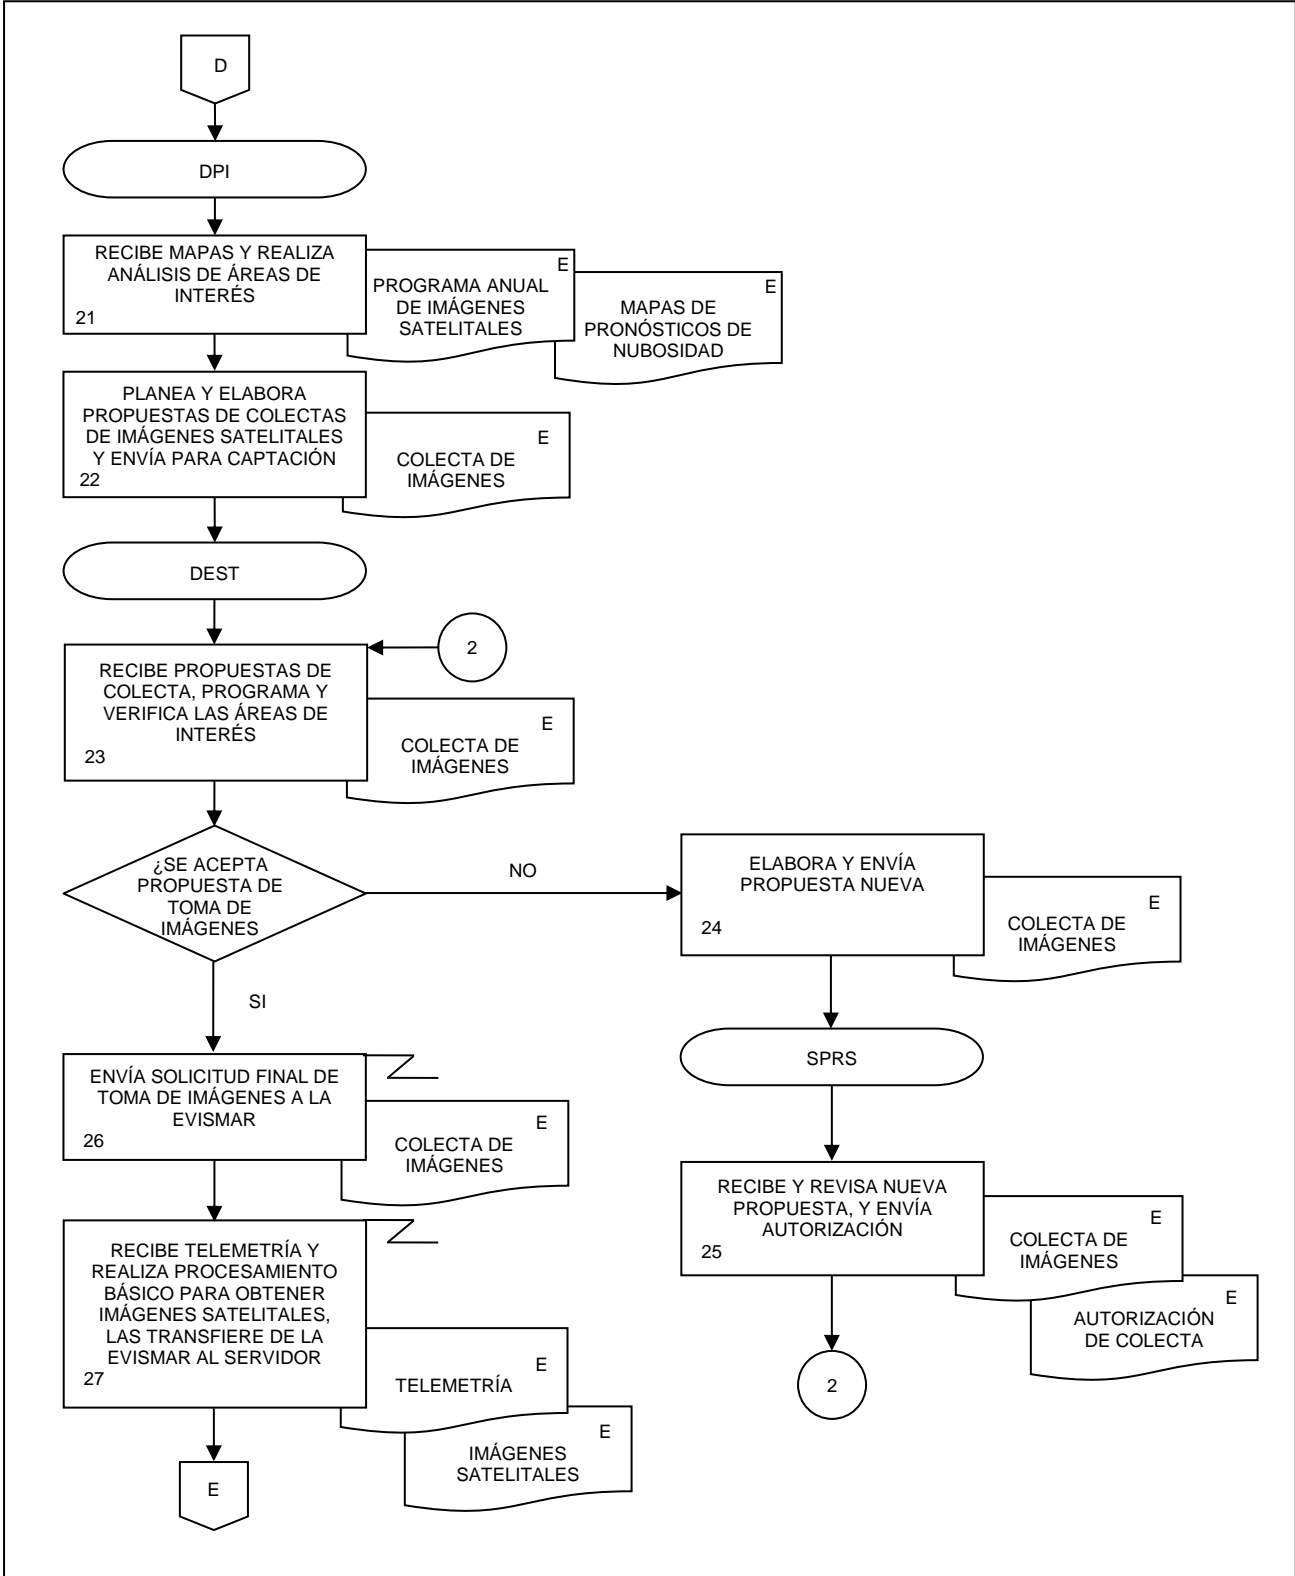 D
DPI
RECIBE MAPAS Y REALIZA
ANÁLISIS DE ÁREAS DE
INTERÉS
21
E
PROGRAMA ANUAL
DE IMÁGENES
SATELITALES
E
MAPAS DE
PRONÓSTICOS DE
NUBOSIDAD
PLANEA Y ELABORA
PROPUESTAS DE COLECTAS
DE IMÁGENES SATELITALES
Y ENVÍA PARA CAPTACIÓN
22
E
COLECTA DE
IMÁGENES
DEST
2
RECIBE PROPUESTAS DE
COLECTA, PROGRAMA Y
VERIFICA LAS ÁREAS DE
INTERÉS
23
E
COLECTA DE
IMÁGENES
¿SE ACEPTA
PROPUESTA DE
TOMA DE
IMÁGENES
NO
ELABORA Y ENVÍA
PROPUESTA NUEVA
24
E
COLECTA DE
IMÁGENES
SI
SPRS
ENVÍA SOLICITUD FINAL DE
TOMA DE IMÁGENES A LA
EVISMAR
26
E
COLECTA DE
IMÁGENES
RECIBE Y REVISA NUEVA
PROPUESTA, Y ENVÍA
AUTORIZACIÓN
25
E
COLECTA DE
IMÁGENES
E
AUTORIZACIÓN
DE COLECTA
2
RECIBE TELEMETRÍA Y
REALIZA PROCESAMIENTO
BÁSICO PARA OBTENER
IMÁGENES SATELITALES,
LAS TRANSFIERE DE LA
EVISMAR AL SERVIDOR
27
E
TELEMETRÍA
E
IMÁGENES
SATELITALES
E